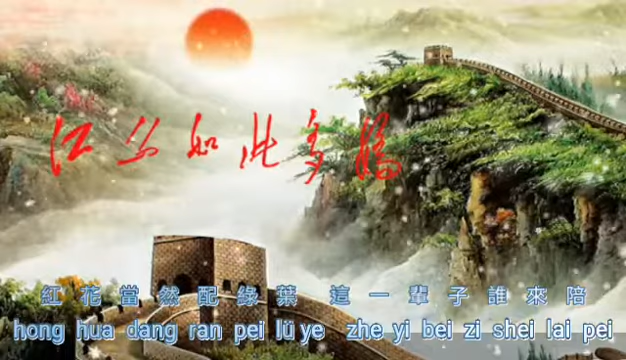 江山如此多嬌
紅花當然配綠葉 這一輩子誰來陪
hong hua dang ran pei lü ye zhe yi bei zi shei lai pei